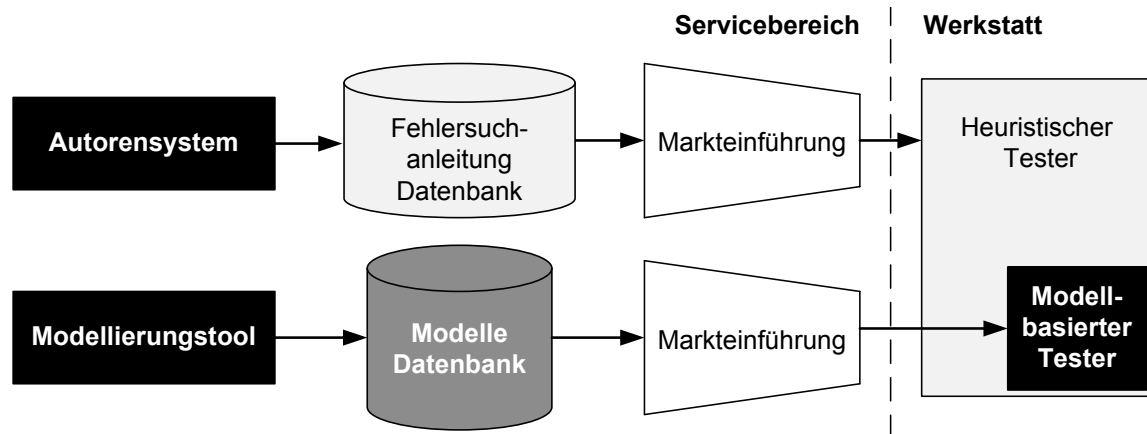 Servicebereich
Werkstatt
Autorensystem
Fehlersuch-
anleitung
Datenbank
Markteinführung
Heuristischer
Tester
Modellierungstool
Modelle
Datenbank
Markteinführung
Modell-
basierter
Tester